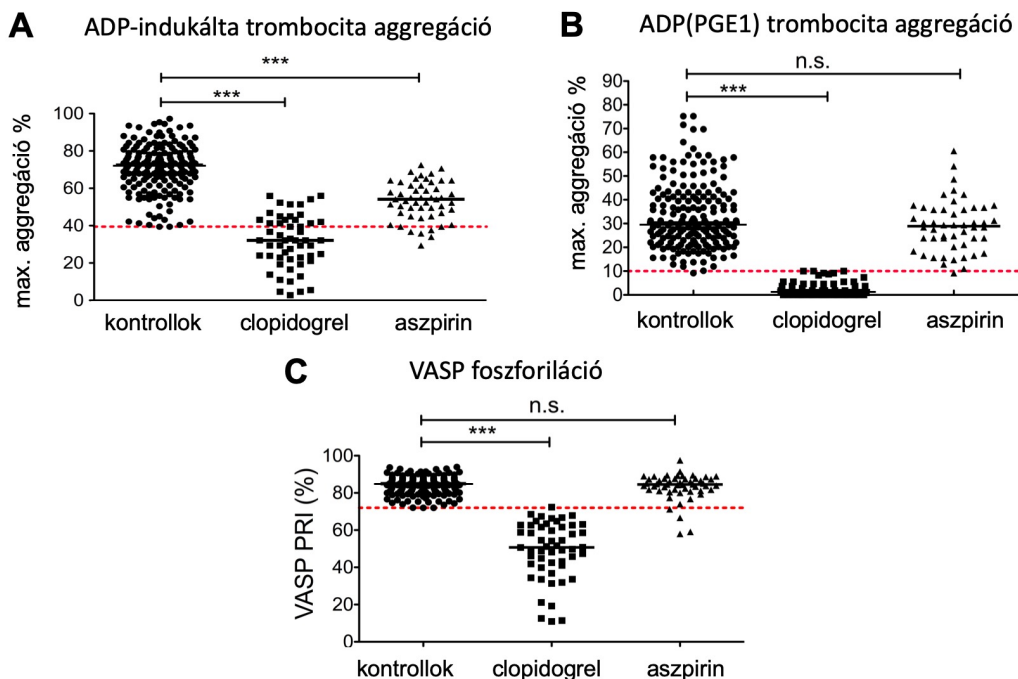 A
ADP-indukálta trombocita aggregáció
***
***
max. aggregáció %
100
80
60
40
20
0
kontrollok
clopidogrel
aszpirin
B
ADP(PGE1) trombocita aggregáció
n.s.
***
max. aggregáció %
90
80
70
60
50
40
30
20
10
0
kontrollok
clopidogrel
aszpirin
C
VASP foszforiláció
n.s.
***
VASP PRI (%)
100
80
60
40
20
0
kontrollok
clopidogrel
aszpirin